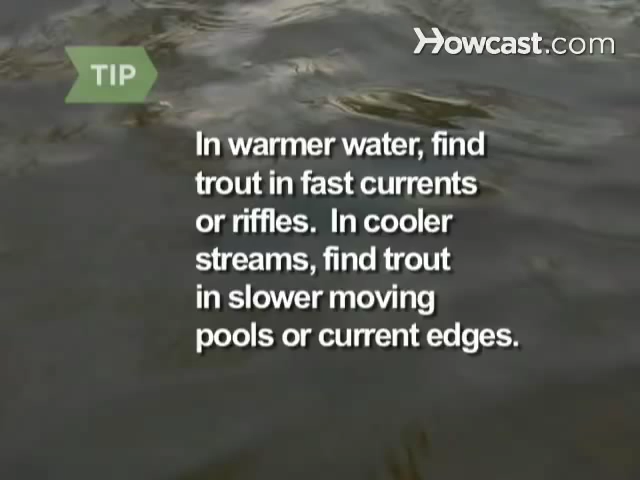 Howcast.com
TIP
In warmer water, find
trout in fast currents
or riffles.  In cooler
streams, find trout
in slower moving
pools or current edges.